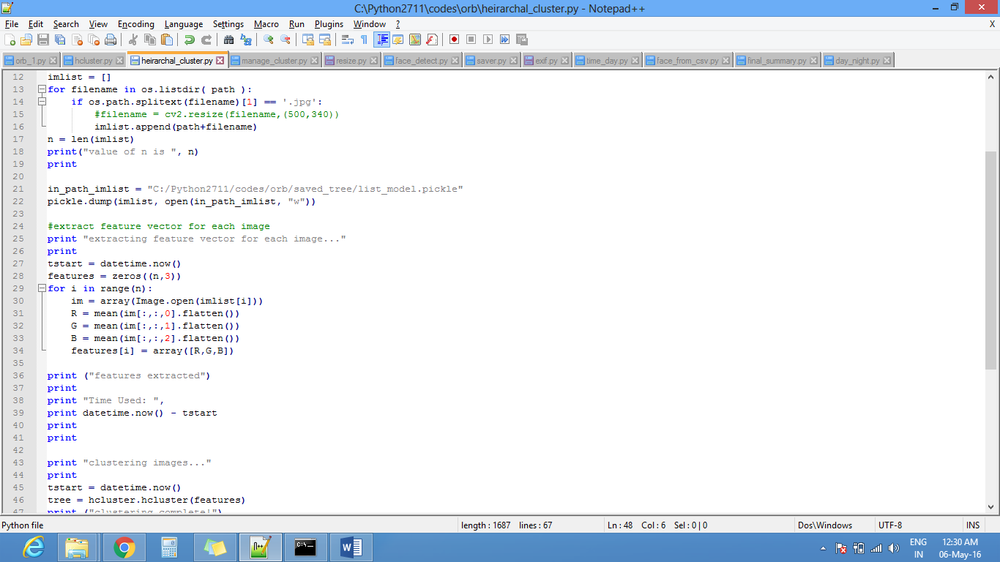 C:\Python2711\codes\orb\heirarchal_cluster.py - Notepad++
File Edit Search View Encoding Language Settings Macro Run Plugins Window ? X
orb_1.py hcluster.py heirarchal_cluster.py manage_cluster.py resize.py face_detect.py saver.py exif.py time_day.py face_from_csv.py final_summary.py day_night.py
12 imlist = []
13 for filename in os.listdir( path ):
14 if os.path.splitext(filename)[1] == '.jpg':
15 #filename = cv2.resize(filename,(500,340))
16 imlist.append(path+filename)
17 n = len(imlist)
18 print("value of n is ", n)
19 print
20
21 in_path_imlist = "C:/Python2711/codes/orb/saved_tree/list_model.pickle"
22 pickle.dump(imlist, open(in_path_imlist, "w"))
23
24 #extract feature vector for each image
25 print "extracting feature vector for each image..."
26 print
27 tstart = datetime.now()
28 features = zeros((n,3))
29 for i in range(n):
30 im = array(Image.open(imlist[i]))
31 R = mean(im[:,:,0].flatten())
32 G = mean(im[:,:,1].flatten())
33 B = mean(im[:,:,2].flatten())
34 features[i] = array([R,G,B])
35
36 print ("features extracted")
37 print
38 print "Time Used: ",
39 print datetime.now() - tstart
40 print
41 print
42
43 print "clustering images..."
44 print
45 tstart = datetime.now()
46 tree = hcluster.hcluster(features)
47 print ("clustering complete!")
Python file length : 1687 lines : 67 Ln : 48 Col : 6 Sel : 0 | 0 Dos\Windows UTF-8 INS
ENG 12:30 AM
IN 06-May-16